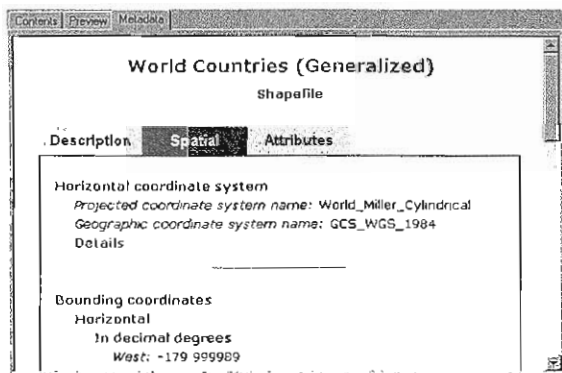 Contents Preview Metadata
World Countries (Generalized)
Shapefile
Description Spatial Attributes
Horizontal coordinate system
Projected coordinate system name: World_Miller_Cylindrical
Geographic coordinate system name: GCS_WGS_1984
Details
Bounding coordinates
Horizontal
In decimal degrees
West: -179 999989